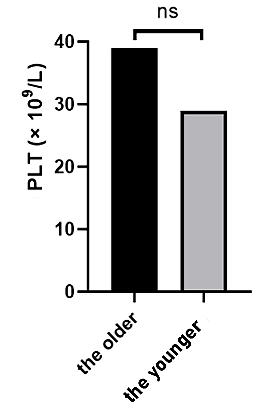 ns
PLT (× 10⁹/L)
40
30
20
10
0
the older
the younger